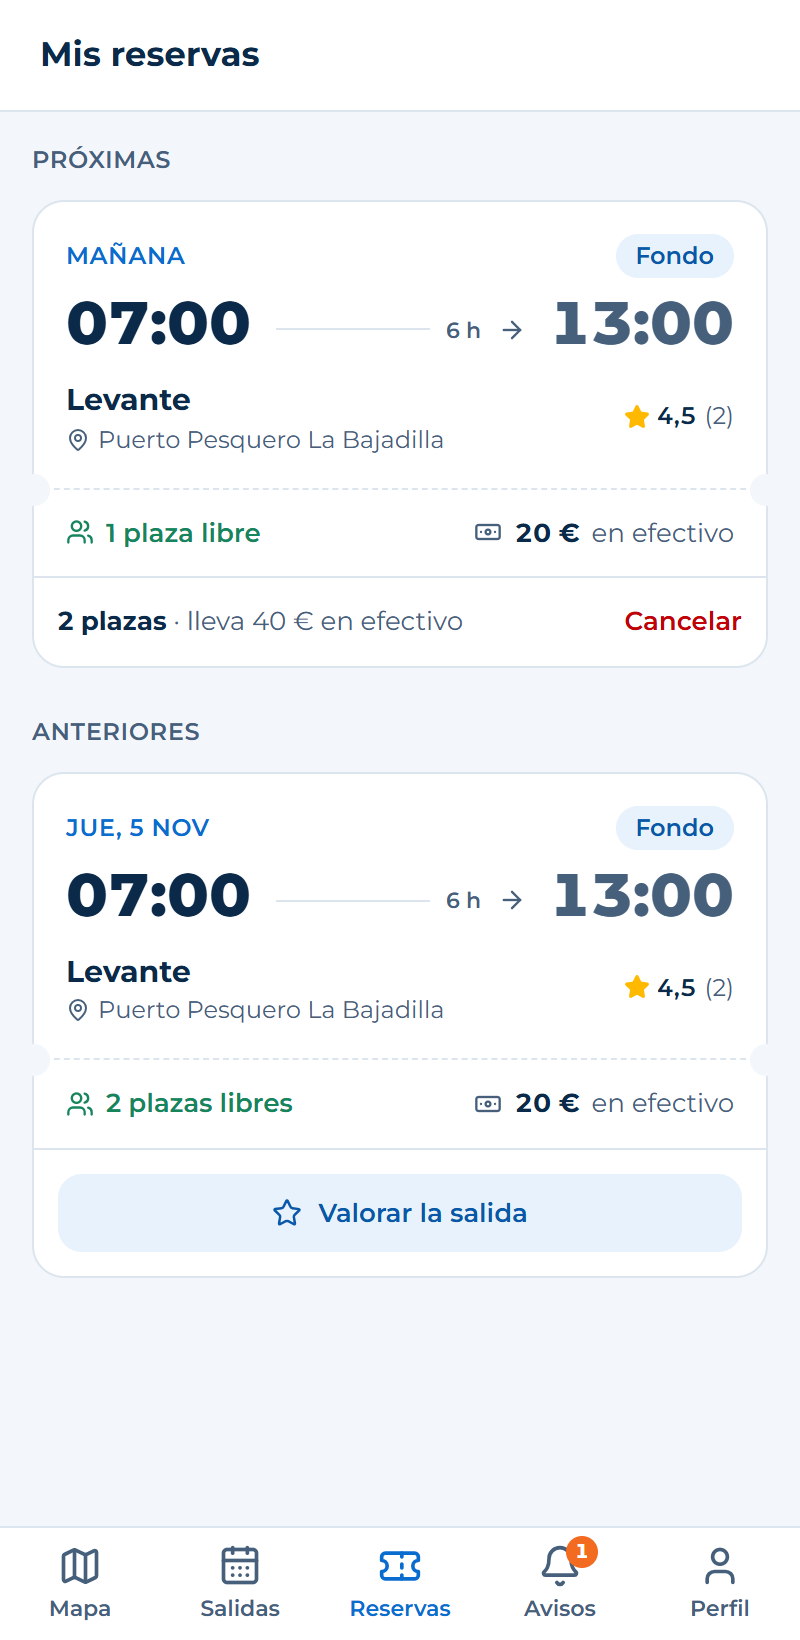 Mis reservas
PRÓXIMAS
MAÑANA Fondo
07:00 6 h → 13:00
Levante
4,5 (2)
Puerto Pesquero La Bajadilla
1 plaza libre 20 € en efectivo
2 plazas · lleva 40 € en efectivo Cancelar
ANTERIORES
JUE, 5 NOV Fondo
07:00 6 h → 13:00
Levante
4,5 (2)
Puerto Pesquero La Bajadilla
2 plazas libres 20 € en efectivo
Valorar la salida
1
Mapa Salidas Reservas Avisos Perfil